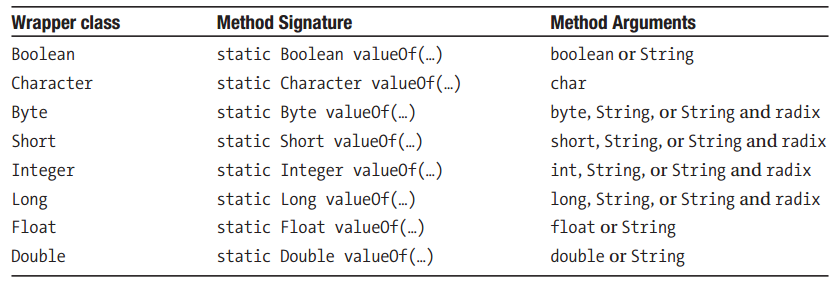 Wrapper class Method Signature Method Arguments
Boolean static Boolean valueOf(…) boolean or String
Character static Character valueOf(…) char
Byte static Byte valueOf(…) byte, String, or String and radix
Short static Short valueOf(…) short, String, or String and radix
Integer static Integer valueOf(…) int, String, or String and radix
Long static Long valueOf(…) long, String, or String and radix
Float static Float valueOf(…) float or String
Double static Double valueOf(…) double or String